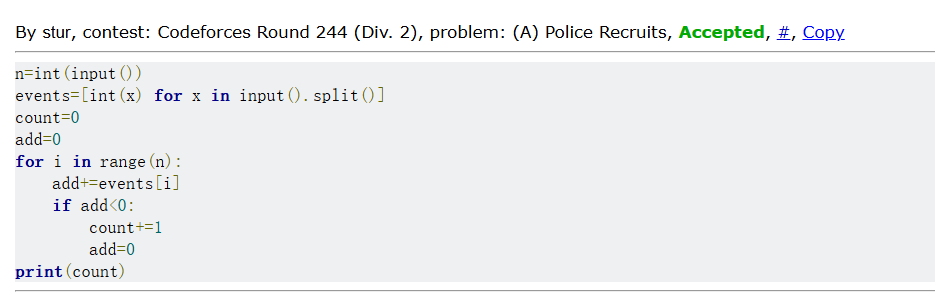 By stur, contest: Codeforces Round 244 (Div. 2), problem: (A) Police Recruits, Accepted, #, Copy
n=int(input())
events=[int(x) for x in input().split()]
count=0
add=0
for i in range(n):
    add+=events[i]
    if add<0:
        count+=1
        add=0
print(count)